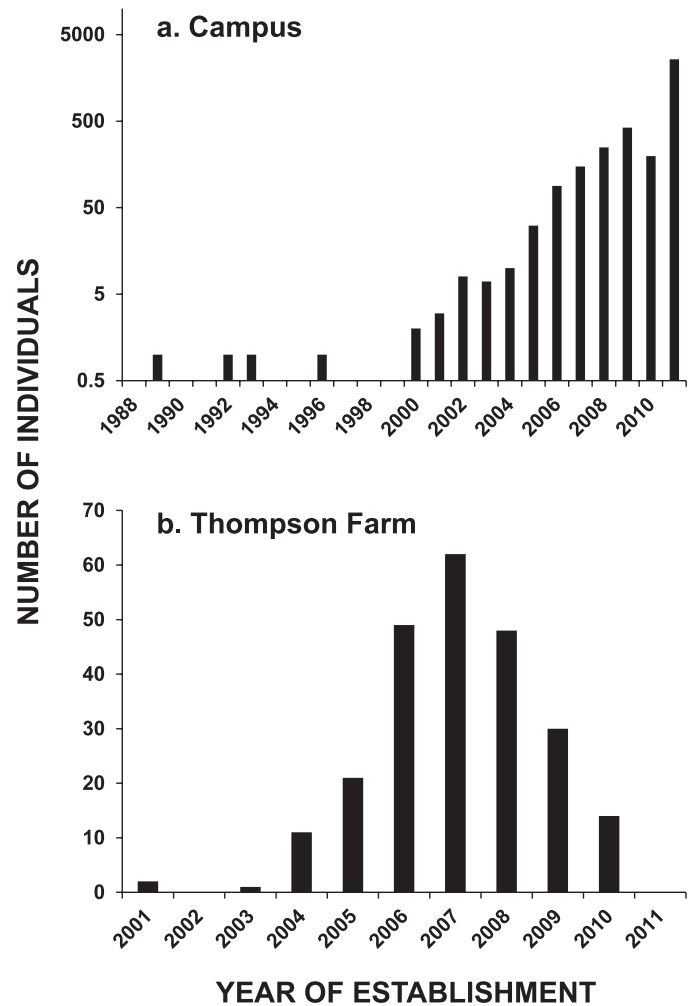 a. Campus
5000
500
50
5
0.5
1988 1990 1992 1994 1996 1998 2000 2002 2004 2006 2008 2010
NUMBER OF INDIVIDUALS
b. Thompson Farm
70
60
50
40
30
20
10
0
2001 2002 2003 2004 2005 2006 2007 2008 2009 2010 2011
YEAR OF ESTABLISHMENT